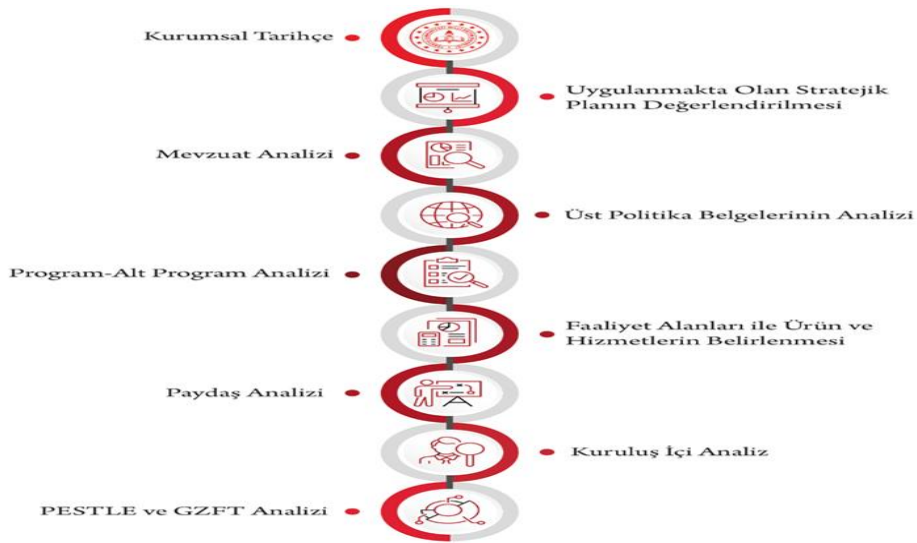 Kurumsal Tarihçe
Uygulanmakta Olan Stratejik
Planın Değerlendirilmesi
Mevzuat Analizi
Üst Politika Belgelerinin Analizi
Program-Alt Program Analizi
Faaliyet Alanları ile Ürün ve
Hizmetlerin Belirlenmesi
Paydaş Analizi
Kuruluş İçi Analiz
PESTLE ve GZFT Analizi